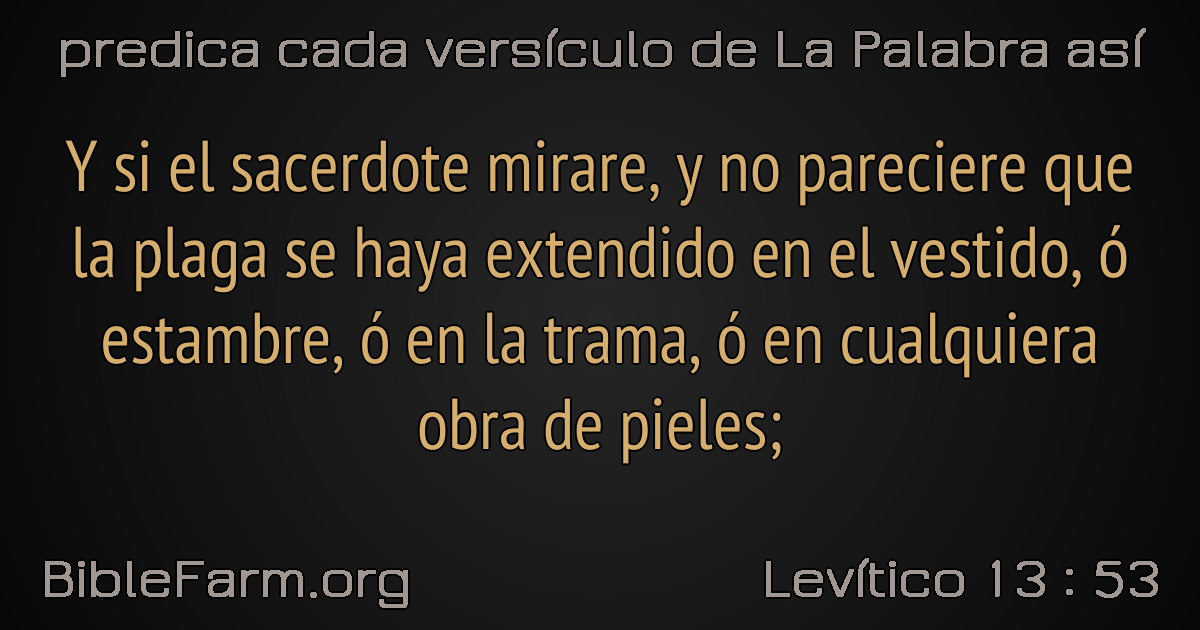 predica cada versículo de La Palabra así
Y si el sacerdote mirare, y no pareciere que
la plaga se haya extendido en el vestido, ó
estambre, ó en la trama, ó en cualquiera
obra de pieles;
BibleFarm.org
Levítico 13 : 53